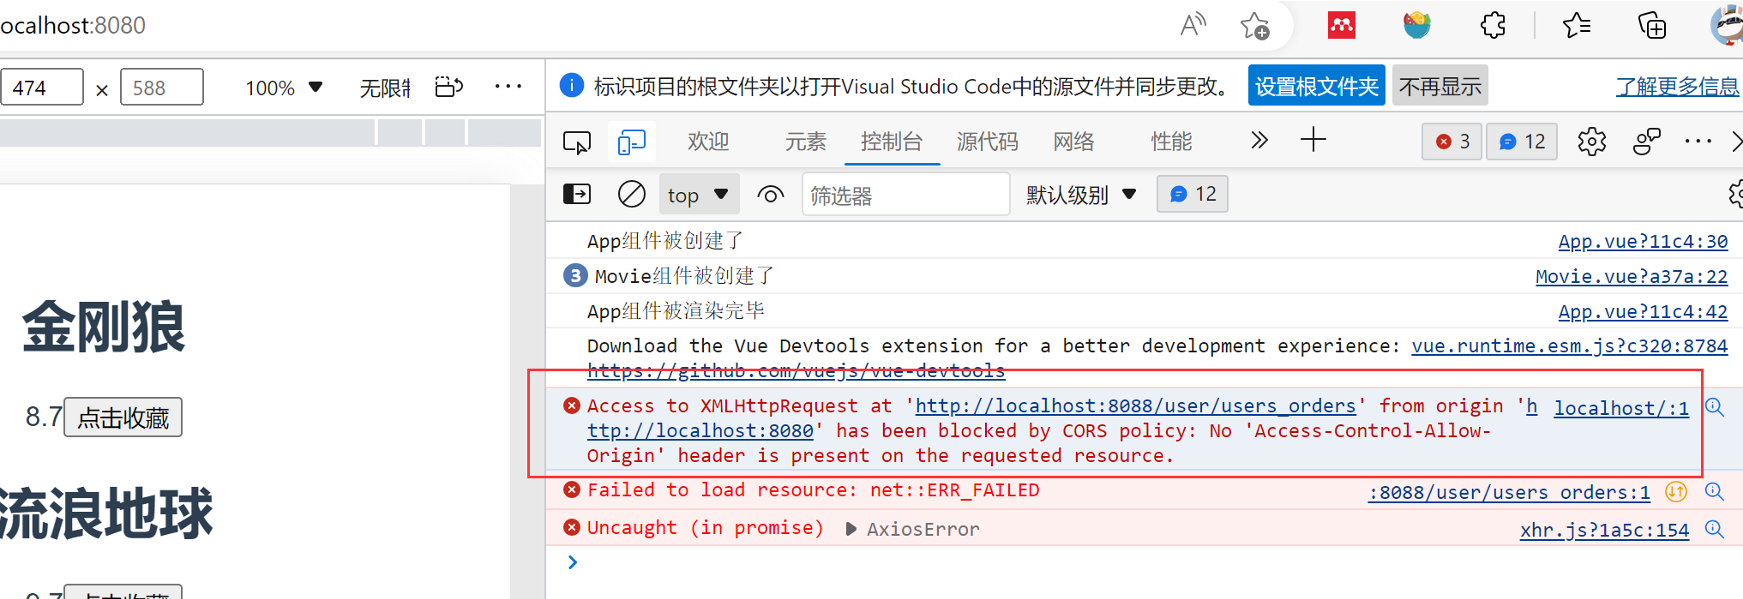 ocalhost:8080
474 × 588 100% 无限制
标识项目的根文件夹以打开Visual Studio Code中的源文件并同步更改。 设置根文件夹 不再显示 了解更多信息
欢迎 元素 控制台 源代码 网络 性能 3 12
top 筛选器 默认级别 12
App组件被创建了 App.vue?11c4:30
3 Movie组件被创建了 Movie.vue?a37a:22
App组件被渲染完毕 App.vue?11c4:42
Download the Vue Devtools extension for a better development experience: vue.runtime.esm.js?c320:8784
https://github.com/vuejs/vue-devtools
Access to XMLHttpRequest at 'http://localhost:8088/user/users_orders' from origin 'h localhost/:1
ttp://localhost:8080' has been blocked by CORS policy: No 'Access-Control-Allow-
Origin' header is present on the requested resource.
Failed to load resource: net::ERR_FAILED :8088/user/users_orders:1
Uncaught (in promise) AxiosError xhr.js?1a5c:154
金刚狼
8.7 点击收藏
流浪地球
9.7 点击收藏